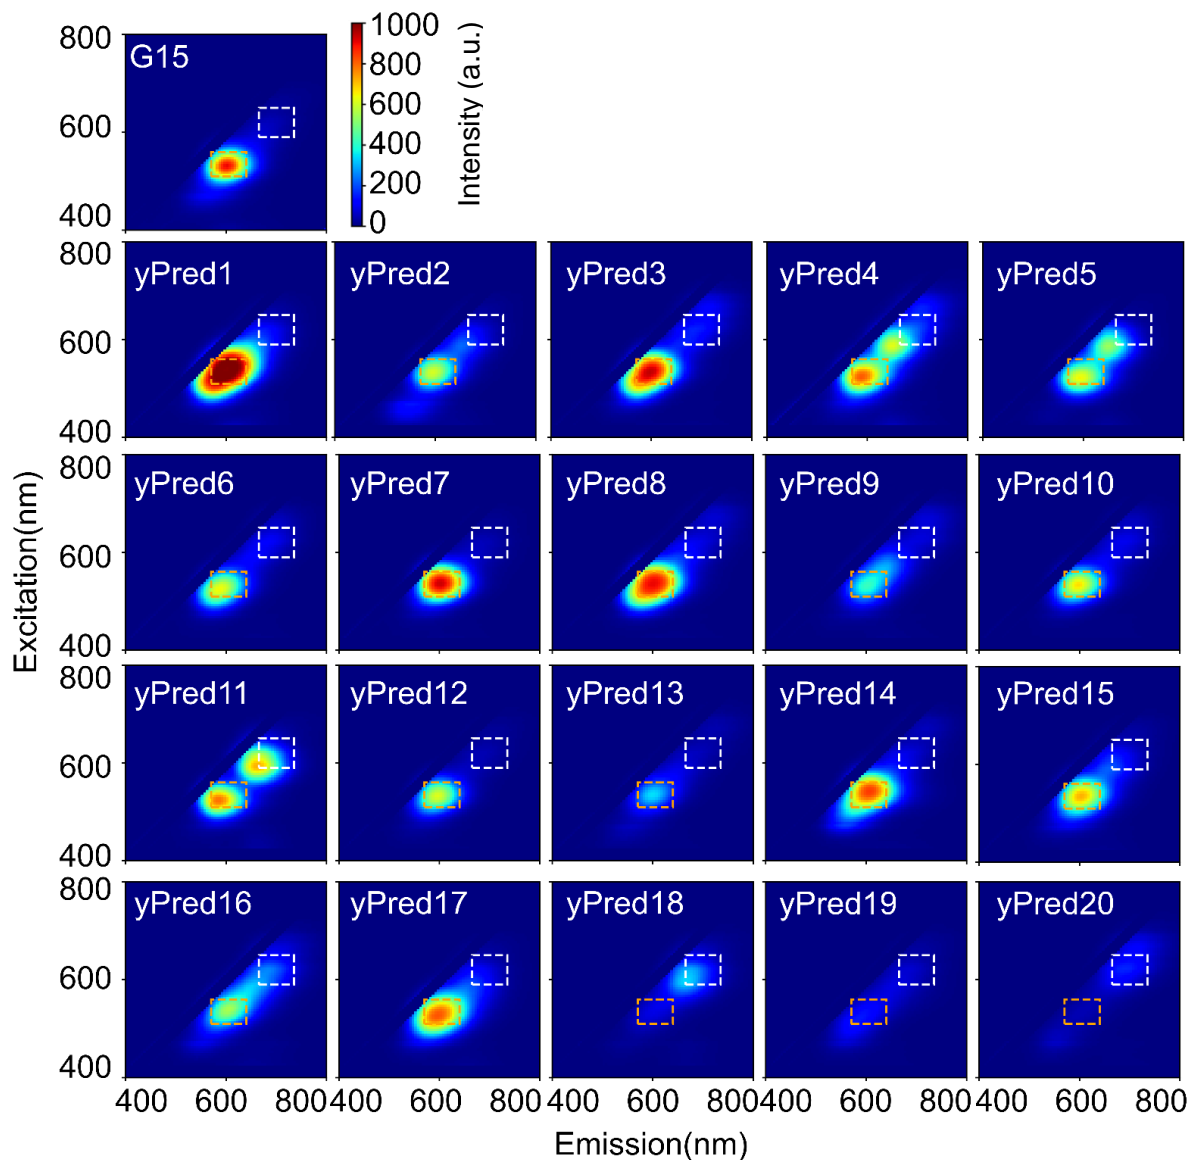 800
G15
600
400
1000
800
600
400
200
0
Intensity (a.u.)
800
yPred1
yPred2
yPred3
yPred4
yPred5
600
400
800
yPred6
yPred7
yPred8
yPred9
yPred10
600
400
Excitation(nm)
800
yPred11
yPred12
yPred13
yPred14
yPred15
600
400
800
yPred16
yPred17
yPred18
yPred19
yPred20
600
400
400 600 800
400 600 800
400 600 800
400 600 800
400 600 800
Emission(nm)